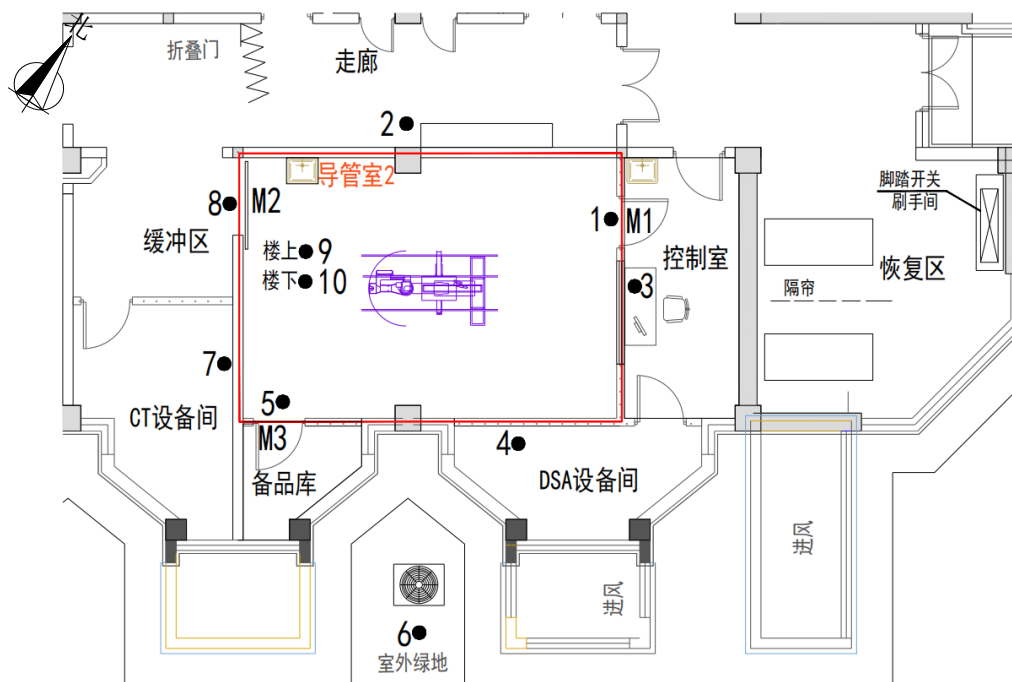 北
折叠门
走廊
2
导管室2
脚踏开关
刷手间
8
M2
1
M1
缓冲区
楼上
9
控制室
恢复区
楼下
10
3
隔帘
7
5
CT设备间
M3
4
备品库
DSA设备间
进风
进风
6
室外绿地